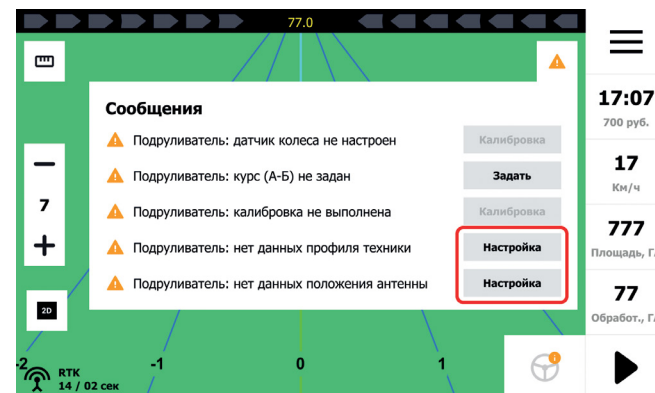 77.0
17:07
700 руб.
Сообщения
Подруливатель: датчик колеса не настроен
Калибровка
Подруливатель: курс (А-Б) не задан
Задать
17
Км/ч
Подруливатель: калибровка не выполнена
Калибровка
7
777
Площадь, Г
Подруливатель: нет данных профиля техники
Настройка
Подруливатель: нет данных положения антенны
Настройка
77
Обработ., Г
2D
-2
-1
0
1
RTK
14 / 02 сек